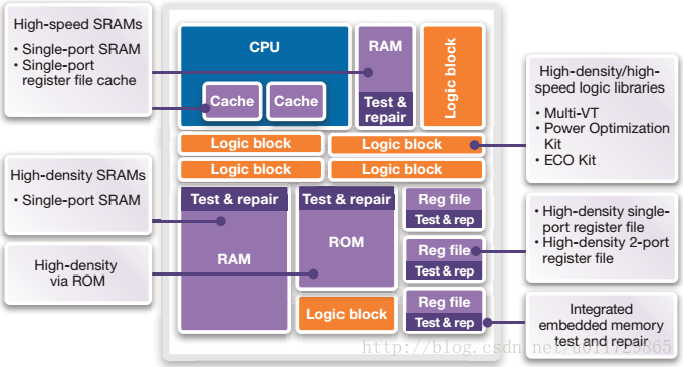 High-speed SRAMs
• Single-port SRAM
• Single-port
register file cache
High-density SRAMs
• Single-port SRAM
High-density
via ROM
CPU
Cache
Cache
RAM
Test &
repair
Logic block
Logic block
Logic block
Logic block
Logic block
Test & repair
RAM
Test & repair
ROM
Logic block
Reg file
Test & rep
Reg file
Test & rep
Reg file
Test & rep
High-density/high-
speed logic libraries
• Multi-VT
• Power Optimization
Kit
• ECO Kit
• High-density single-
port register file
• High-density 2-port
register file
Integrated
embedded memory
test and repair
http://blog.csdn.net/u011729865